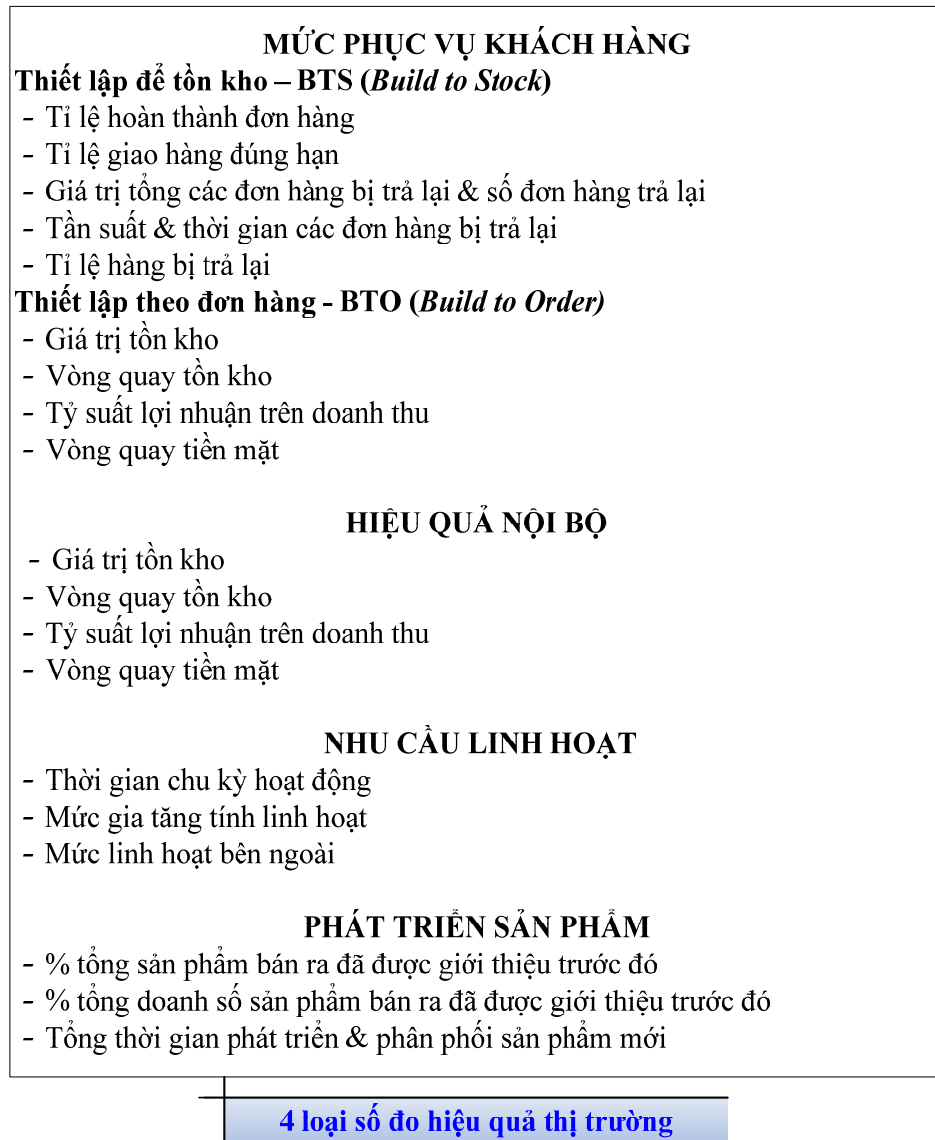 MỨC PHỤC VỤ KHÁCH HÀNG
Thiết lập để tồn kho – BTS (Build to Stock)
- Tỉ lệ hoàn thành đơn hàng
- Tỉ lệ giao hàng đúng hạn
- Giá trị tổng các đơn hàng bị trả lại & số đơn hàng trả lại
- Tần suất & thời gian các đơn hàng bị trả lại
- Tỉ lệ hàng bị trả lại
Thiết lập theo đơn hàng - BTO (Build to Order)
- Giá trị tồn kho
- Vòng quay tồn kho
- Tỷ suất lợi nhuận trên doanh thu
- Vòng quay tiền mặt
HIỆU QUẢ NỘI BỘ
- Giá trị tồn kho
- Vòng quay tồn kho
- Tỷ suất lợi nhuận trên doanh thu
- Vòng quay tiền mặt
NHU CẦU LINH HOẠT
- Thời gian chu kỳ hoạt động
- Mức gia tăng tính linh hoạt
- Mức linh hoạt bên ngoài
PHÁT TRIỂN SẢN PHẨM
- % tổng sản phẩm bán ra đã được giới thiệu trước đó
- % tổng doanh số sản phẩm bán ra đã được giới thiệu trước đó
- Tổng thời gian phát triển & phân phối sản phẩm mới
4 loại số đo hiệu quả thị trường